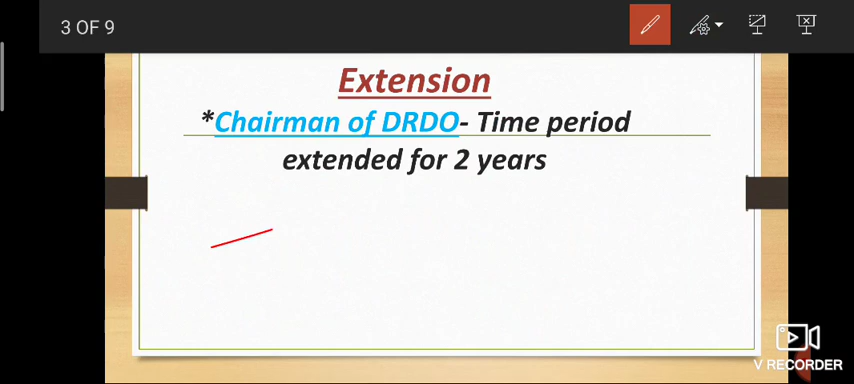 3 OF 9
Extension
*Chairman of DRDO- Time period
extended for 2 years
V RECORDER